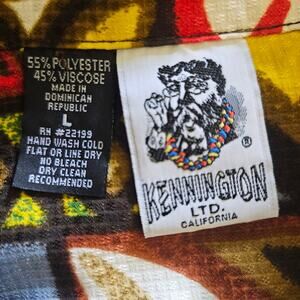 55% POLYESTER
45% VISCOSE
MADE IN
DOMINICAN
REPUBLIC
L
RN #22199
HAND WASH COLD
FLAT OR LINE DRY
NO BLEACH
DRY CLEAN
RECOMMENDED
®
KENNINGTON
LTD.
CALIFORNIA